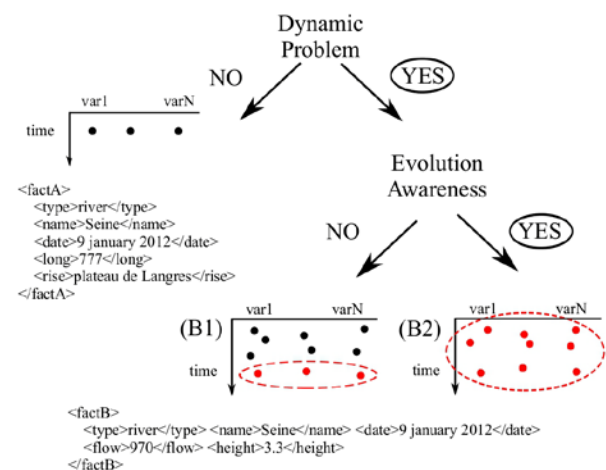 Dynamic
Problem
NO
YES
var1 varN
time
<factA>
<type>river</type>
<name>Seine</name>
<date>9 january 2012</date>
<long>777</long>
<rise>plateau de Langres</rise>
</factA>
Evolution
Awareness
NO
YES
(B1)
var1 varN
time
(B2)
var1 varN
time
<factB>
<type>river</type> <name>Seine</name> <date>9 january 2012</date>
<flow>970</flow> <height>3.3</height>
</factB>